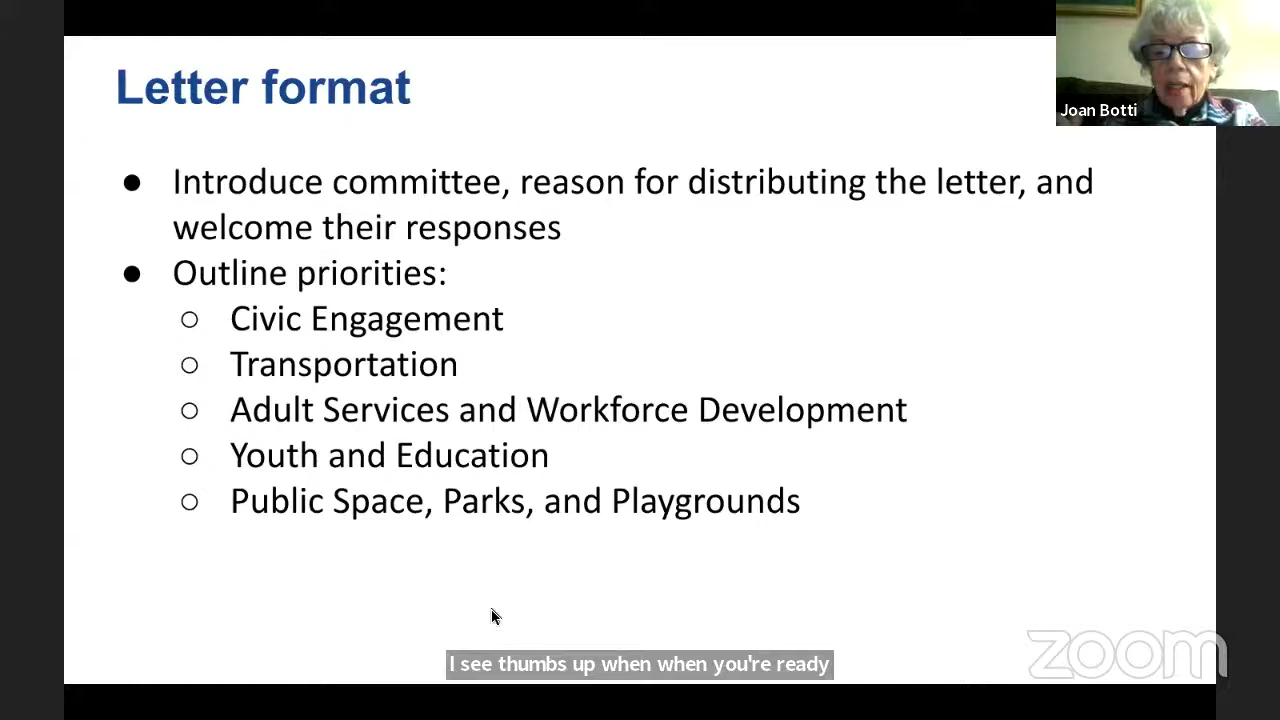 Letter format
Joan Botti
● Introduce committee, reason for distributing the letter, and
welcome their responses
● Outline priorities:
○ Civic Engagement
○ Transportation
○ Adult Services and Workforce Development
○ Youth and Education
○ Public Space, Parks, and Playgrounds
I see thumbs up when when you're ready
zoom